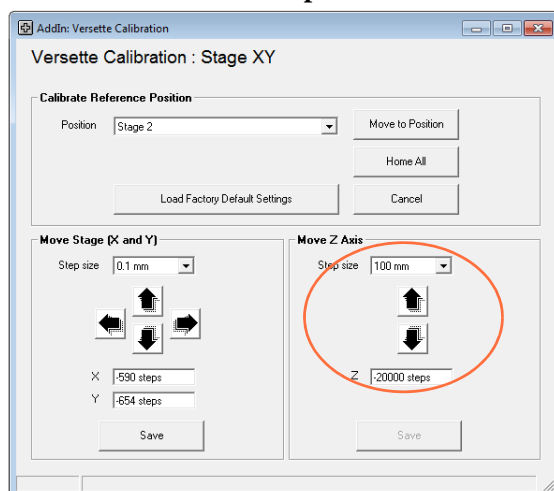 AddIn: Versette Calibration
Versette Calibration : Stage XY
Calibrate Reference Position
Position Stage 2 Move to Position
Home All
Load Factory Default Settings Cancel
Move Stage (X and Y) Move Z Axis
Step size 0.1 mm Step size 100 mm
X -590 steps Z -20000 steps
Y -654 steps
Save Save